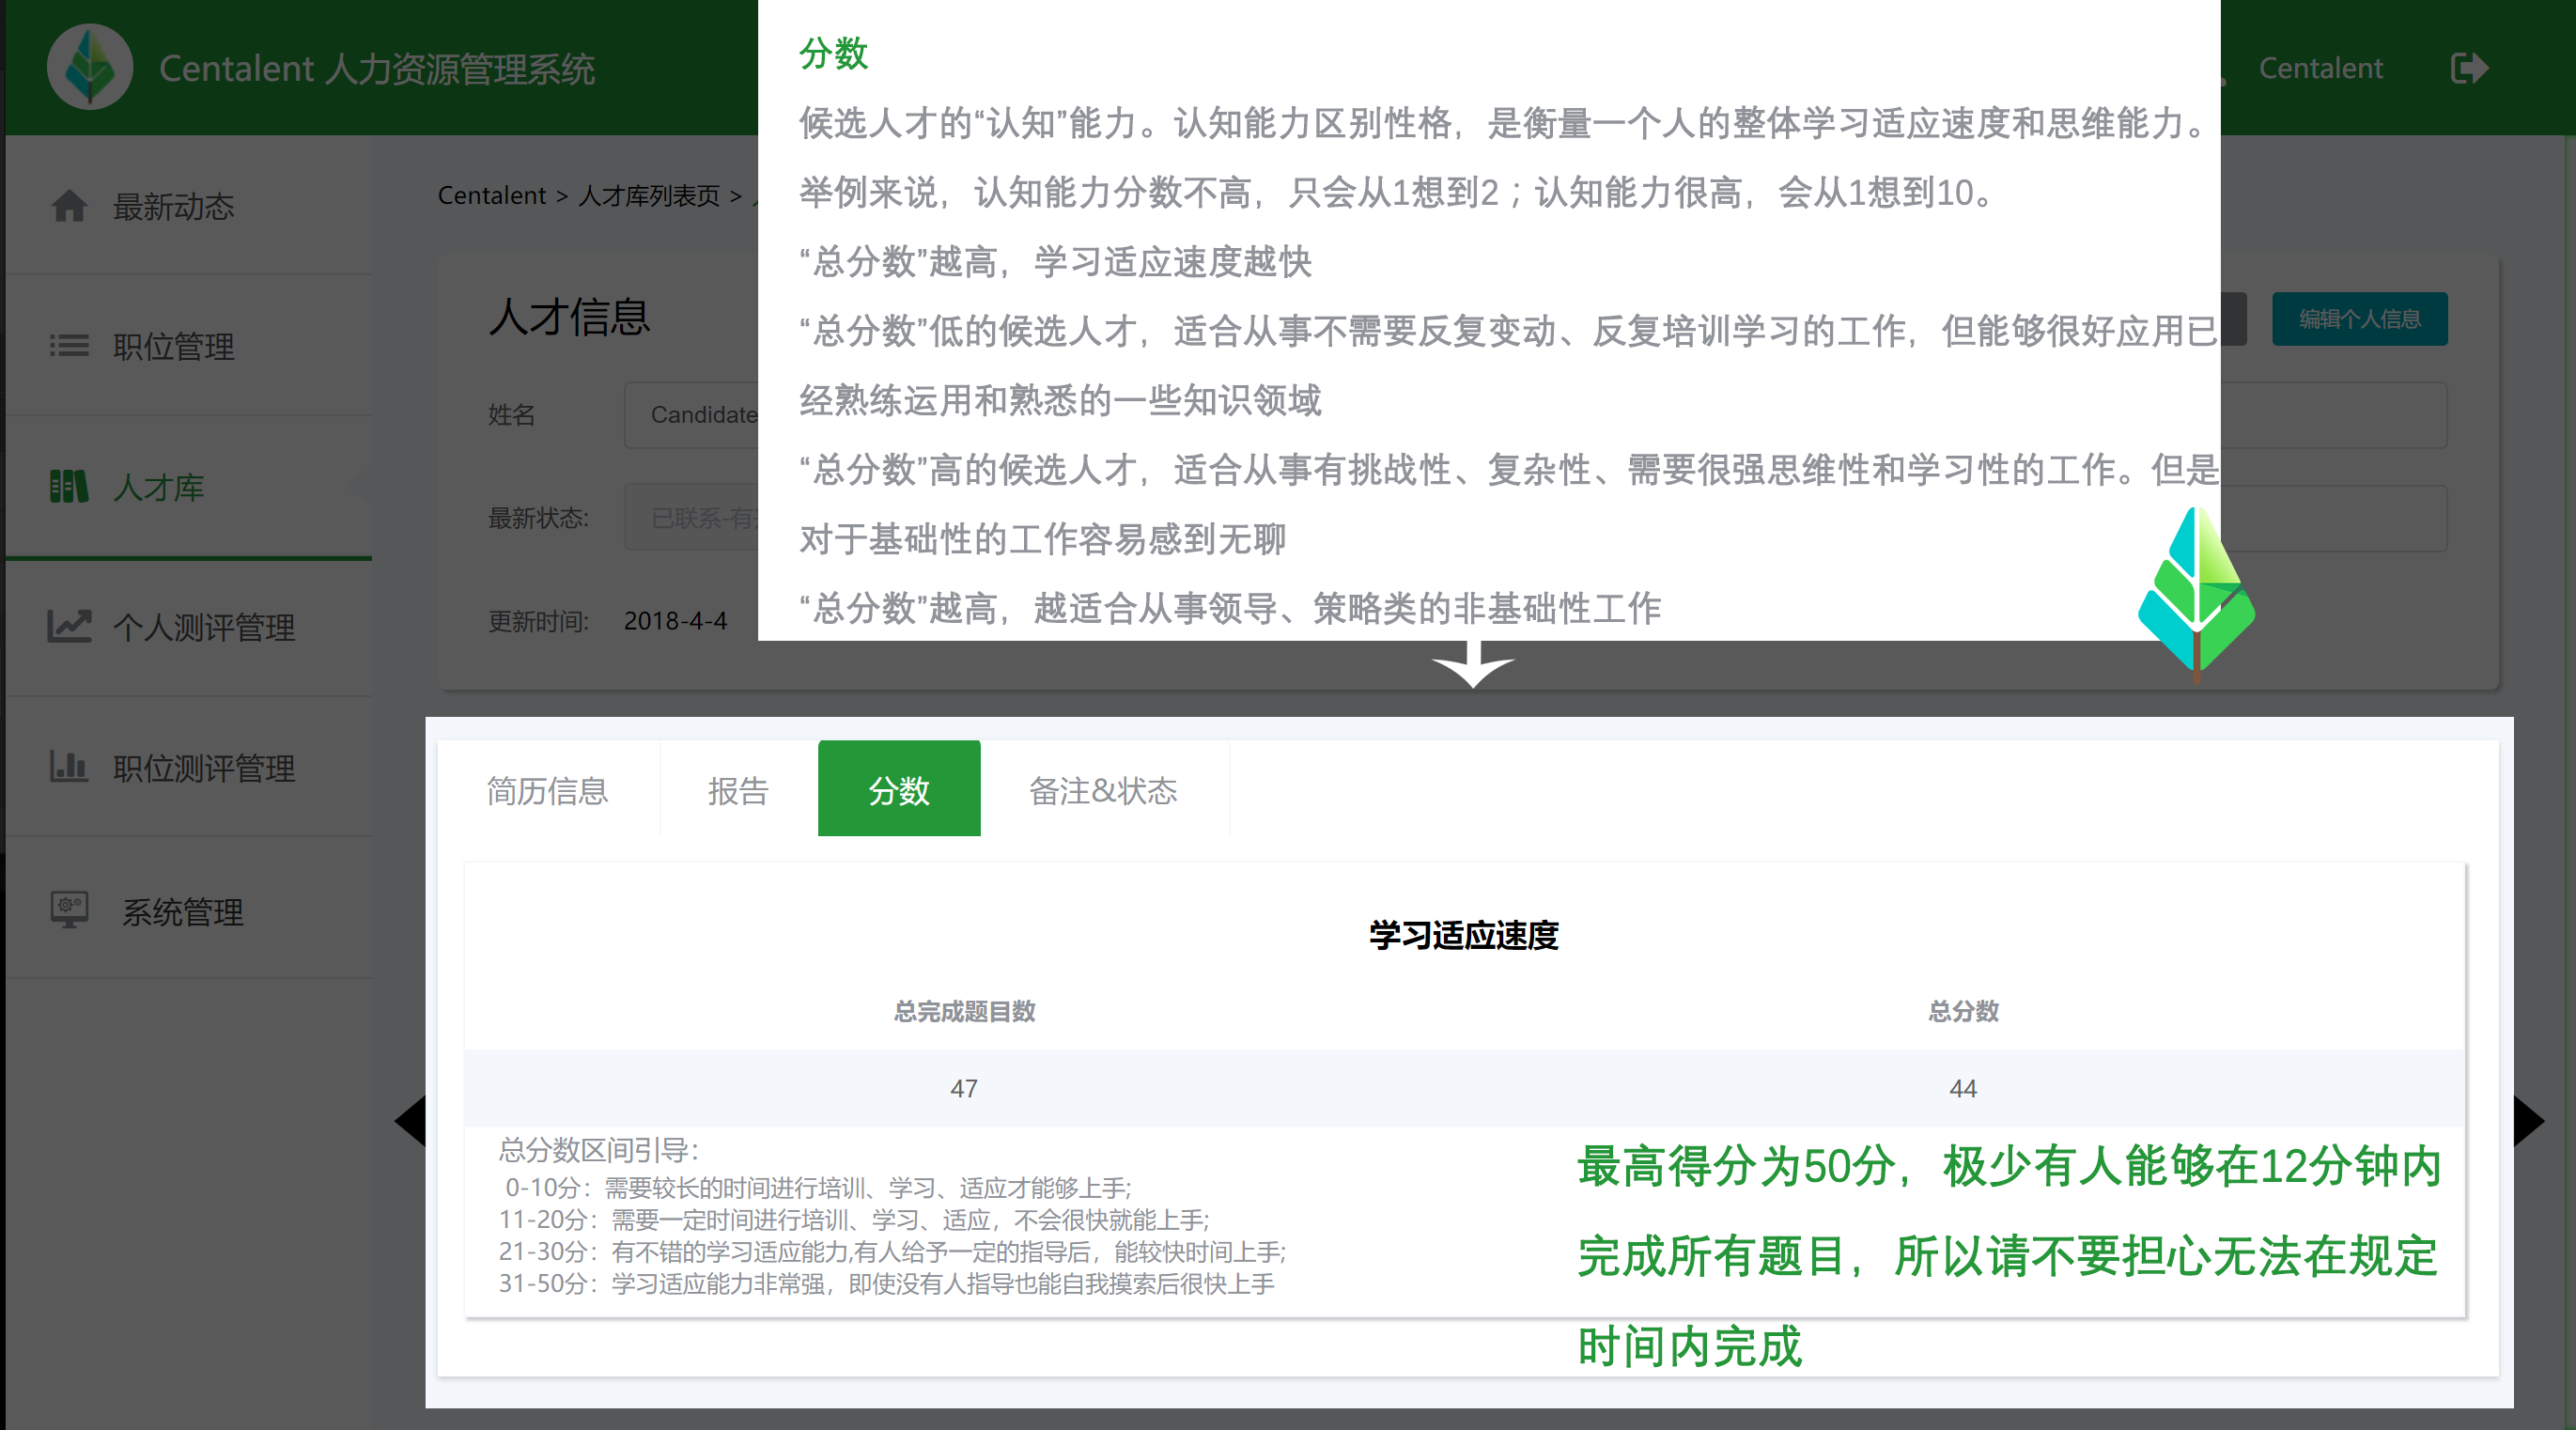 Centalent 人力资源管理系统
Centalent
最新动态
职位管理
人才库
个人测评管理
职位测评管理
系统管理
Centalent > 人才库列表页 >
人才信息
编辑个人信息
姓名
Candidate
最新状态:
已联系-有
更新时间:
2018-4-4
分数
候选人才的“认知”能力。认知能力区别性格，是衡量一个人的整体学习适应速度和思维能力。
举例来说，认知能力分数不高，只会从1想到2；认知能力很高，会从1想到10。
“总分数”越高，学习适应速度越快
“总分数”低的候选人才，适合从事不需要反复变动、反复培训学习的工作，但能够很好应用已
经熟练运用和熟悉的一些知识领域
“总分数”高的候选人才，适合从事有挑战性、复杂性、需要很强思维性和学习性的工作。但是
对于基础性的工作容易感到无聊
“总分数”越高，越适合从事领导、策略类的非基础性工作
简历信息
报告
分数
备注&状态
学习适应速度
总完成题目数
总分数
47
44
总分数区间引导：
0-10分：需要较长的时间进行培训、学习、适应才能够上手;
11-20分：需要一定时间进行培训、学习、适应，不会很快就能上手;
21-30分：有不错的学习适应能力,有人给予一定的指导后，能较快时间上手;
31-50分：学习适应能力非常强，即使没有人指导也能自我摸索后很快上手
最高得分为50分，极少有人能够在12分钟内
完成所有题目，所以请不要担心无法在规定
时间内完成